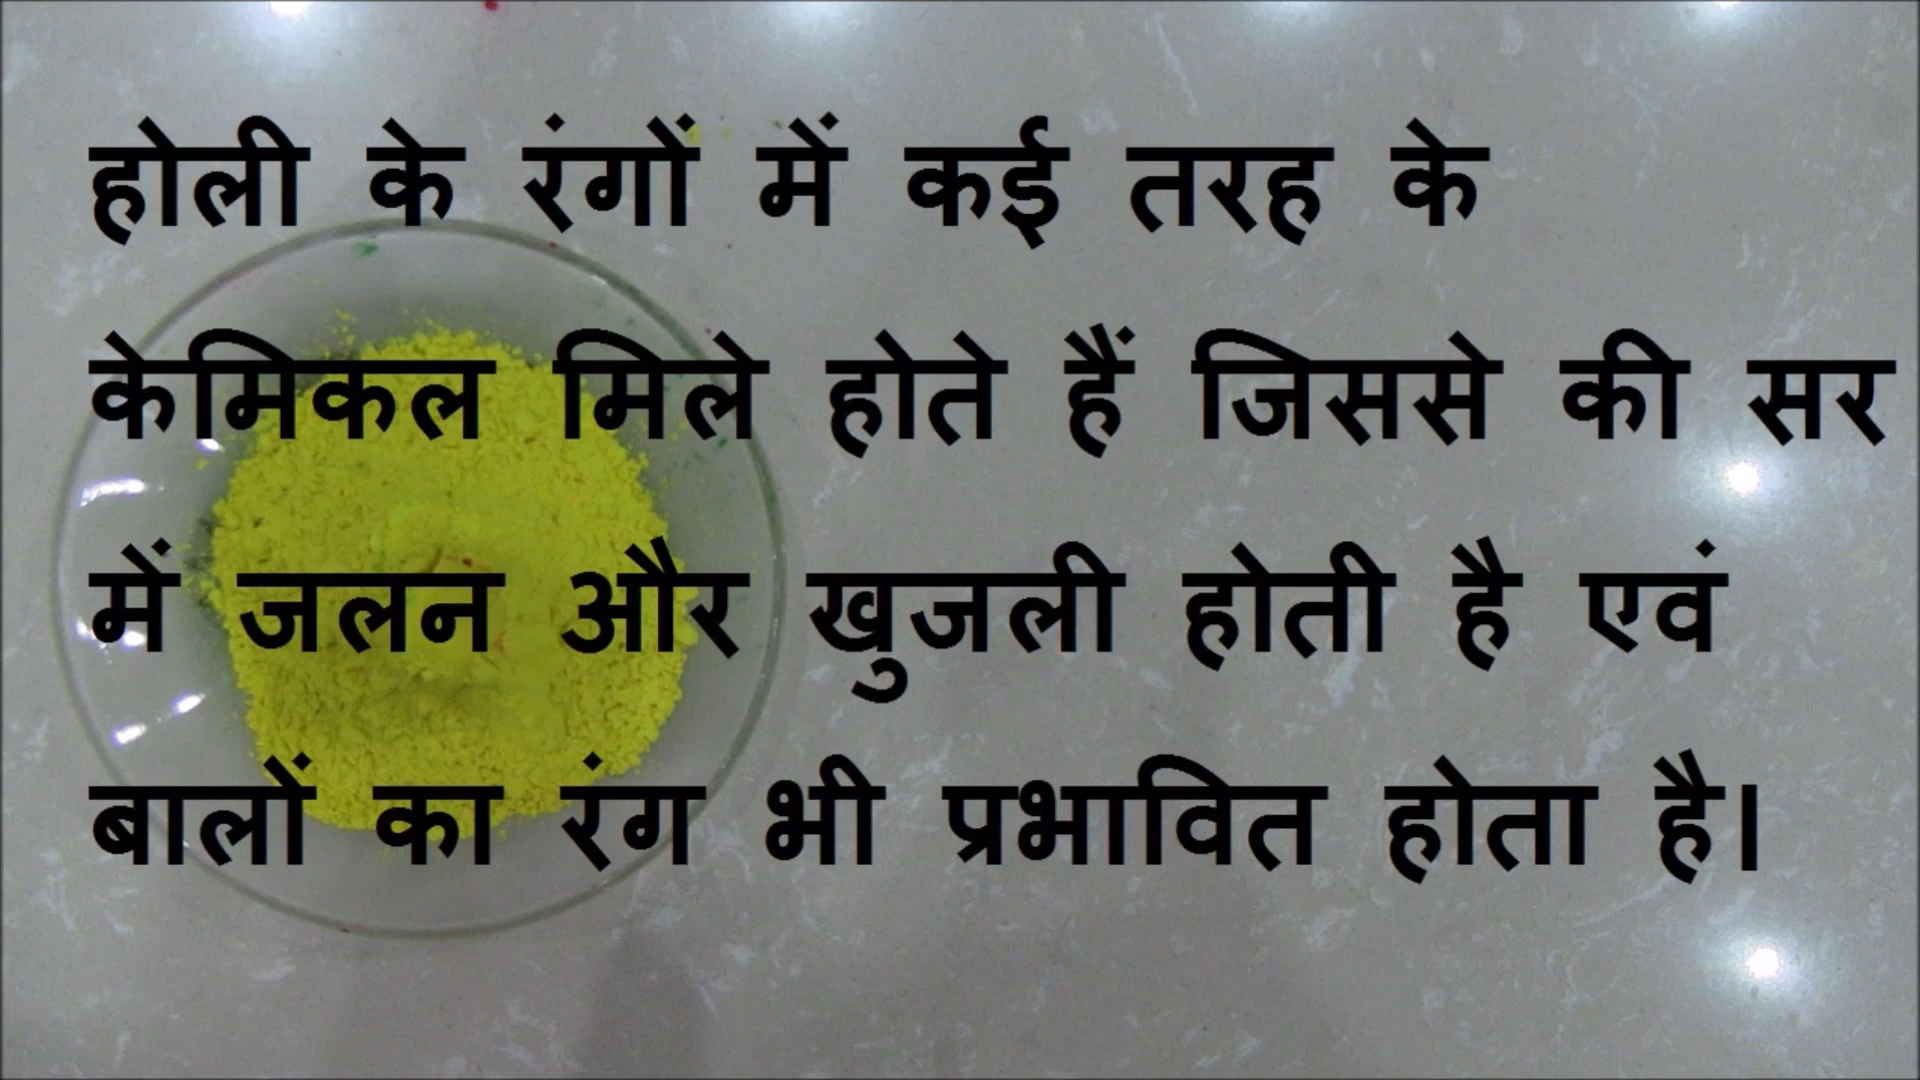 होली के रंगों में कई तरह के
केमिकल मिले होते हैं जिससे की सर
में जलन और खुजली होती है एवं
बालों का रंग भी प्रभावित होता है।